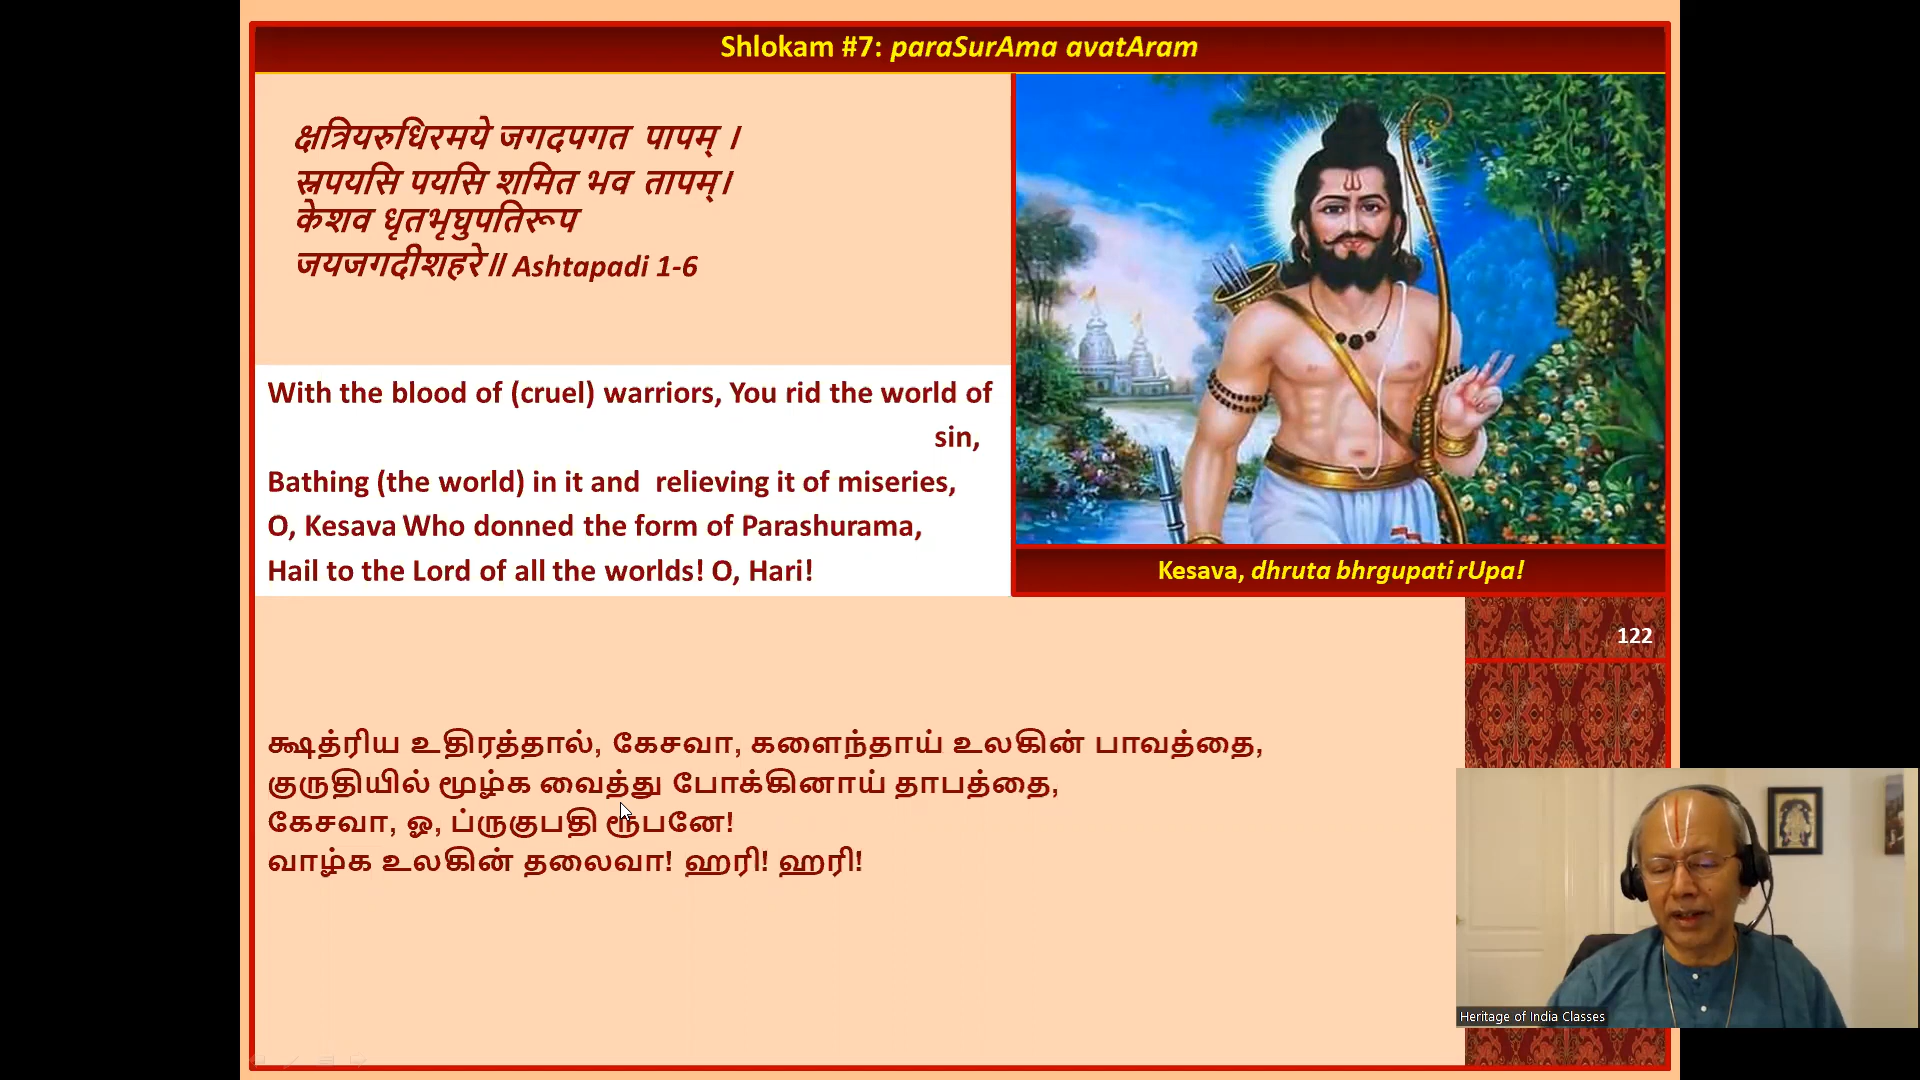 Shlokam #7: paraSurAma avatAram
क्षत्रियरुधिरमये जगदपगत पापम् ।
स्नपयसि पयसि शमित भव तापम्।
केशव धृतभृघुपतिरूप
जयजगदीशहरे॥ Ashtapadi 1-6
With the blood of (cruel) warriors, You rid the world of
sin,
Bathing (the world) in it and relieving it of miseries,
O, Kesava Who donned the form of Parashurama,
Hail to the Lord of all the worlds! O, Hari!
Kesava, dhruta bhrgupati rUpa!
122
க்ஷத்ரிய உதிரத்தால், கேசவா, களைந்தாய் உலகின் பாவத்தை,
குருதியில் மூழ்க வைத்து போக்கினாய் தாபத்தை,
கேசவா, ஓ, ப்ருகுபதி ரூபனே!
வாழ்க உலகின் தலைவா! ஹரி! ஹரி!
Heritage of India Classes